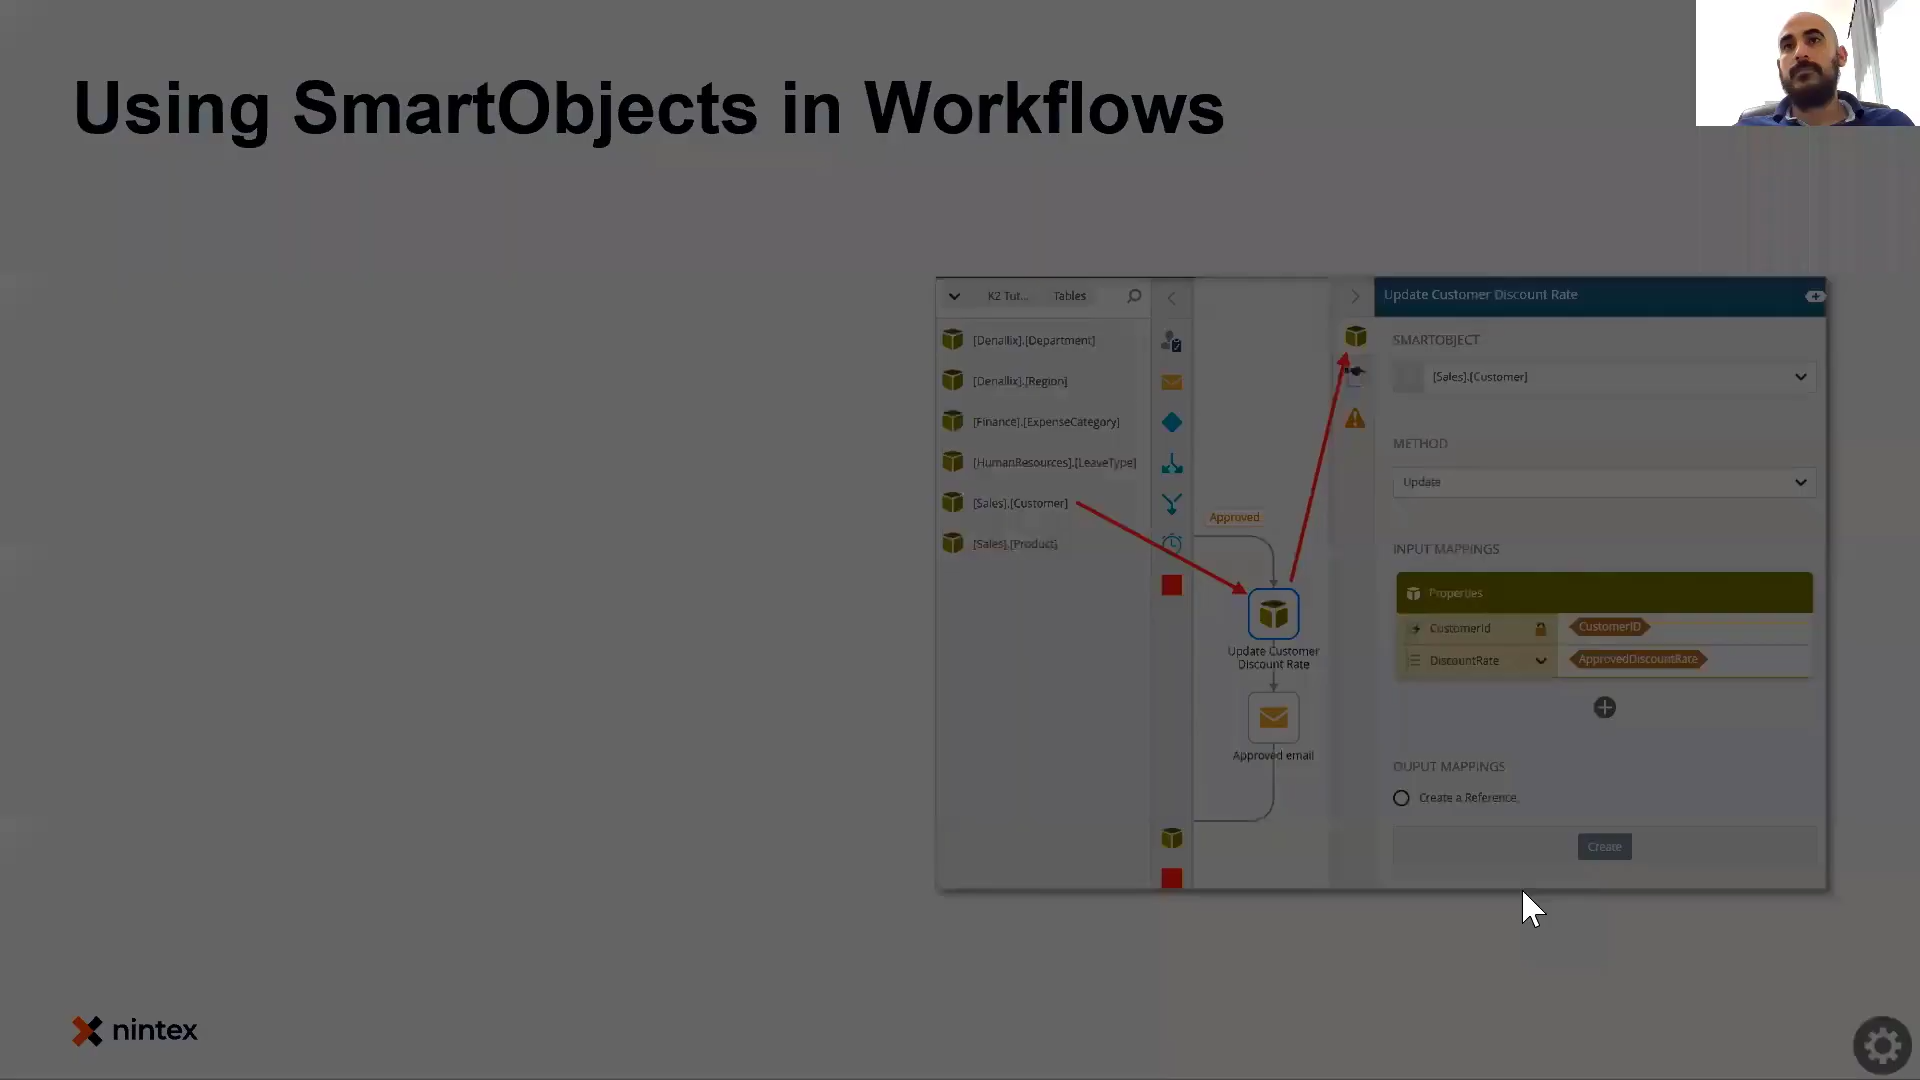 Using SmartObjects in Workflows
K2 Tut... Tables
[Denallix].[Department]
[Denallix].[Region]
[Finance].[ExpenseCategory]
[HumanResources].[LeaveType]
[Sales].[Customer]
[Sales].[Product]
Approved
Update Customer
Discount Rate
Approved email
Update Customer Discount Rate
SMARTOBJECT
[Sales].[Customer]
METHOD
Update
INPUT MAPPINGS
Properties
CustomerId CustomerID
DiscountRate ApprovedDiscountRate
OUPUT MAPPINGS
Create a Reference.
Create
nintex